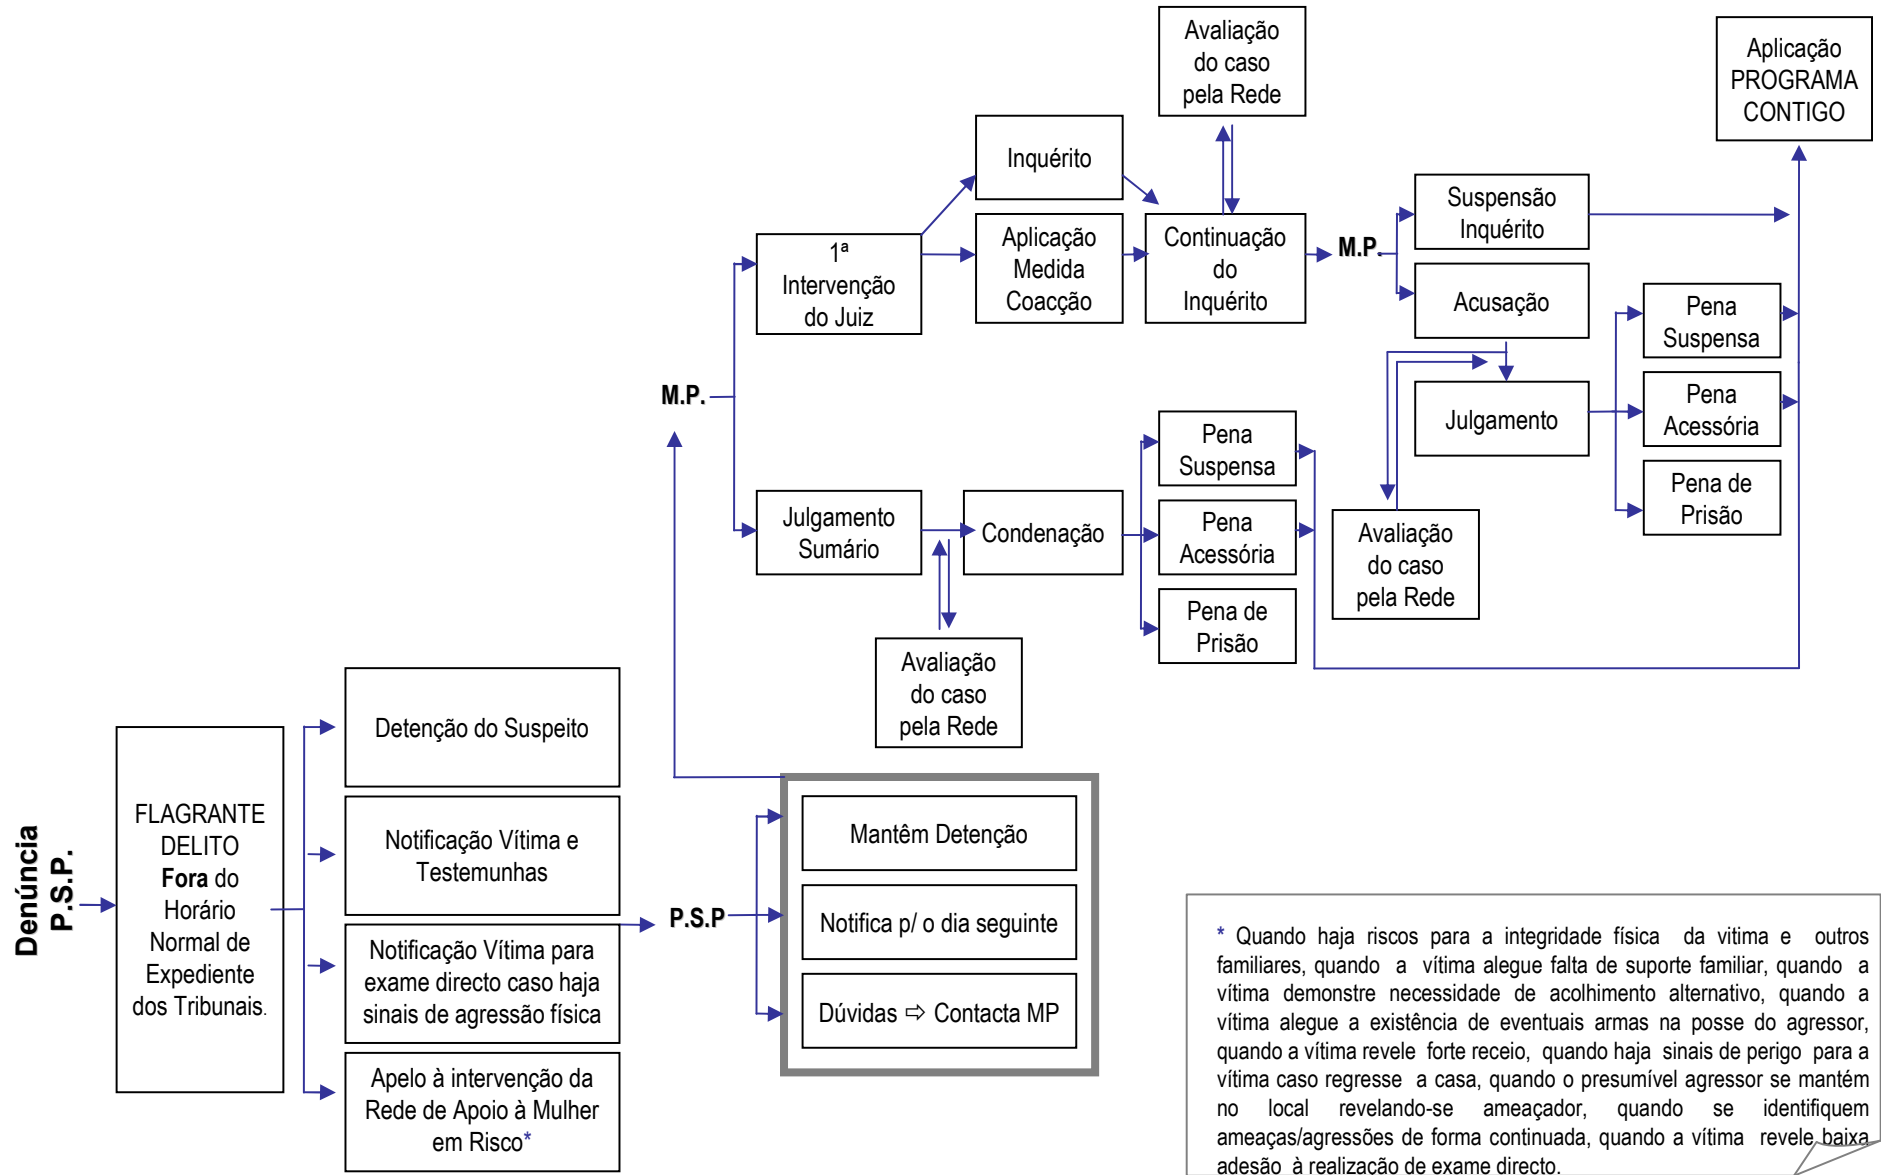 Avaliação
do caso
pela Rede
Aplicação
PROGRAMA
CONTIGO
Inquérito
Suspensão
Inquérito
1ª
Intervenção
do Juiz
Aplicação
Medida
Coacção
Continuação
do
Inquérito
M.P.
Acusação
Pena
Suspensa
M.P.
Pena
Acessória
Julgamento
Pena
Suspensa
Pena de
Prisão
Julgamento
Sumário
Condenação
Pena
Acessória
Avaliação
do caso
pela Rede
Pena de
Prisão
Avaliação
do caso
pela Rede
Denúncia
P.S.P.
FLAGRANTE
DELITO
Fora do
Horário
Normal de
Expediente
dos Tribunais.
Detenção do Suspeito
Notificação Vítima e
Testemunhas
Notificação Vítima para
exame directo caso haja
sinais de agressão física
Apelo à intervenção da
Rede de Apoio à Mulher
em Risco*
P.S.P
Mantêm Detenção
Notifica p/ o dia seguinte
Dúvidas ⇨ Contacta MP
* Quando haja riscos para a integridade física da vitima e outros
familiares, quando a vítima alegue falta de suporte familiar, quando a
vítima demonstre necessidade de acolhimento alternativo, quando a
vítima alegue a existência de eventuais armas na posse do agressor,
quando a vítima revele forte receio, quando haja sinais de perigo para a
vítima caso regresse a casa, quando o presumível agressor se mantém
no local revelando-se ameaçador, quando se identifiquem
ameaças/agressões de forma continuada, quando a vítima revele baixa
adesão à realização de exame directo.